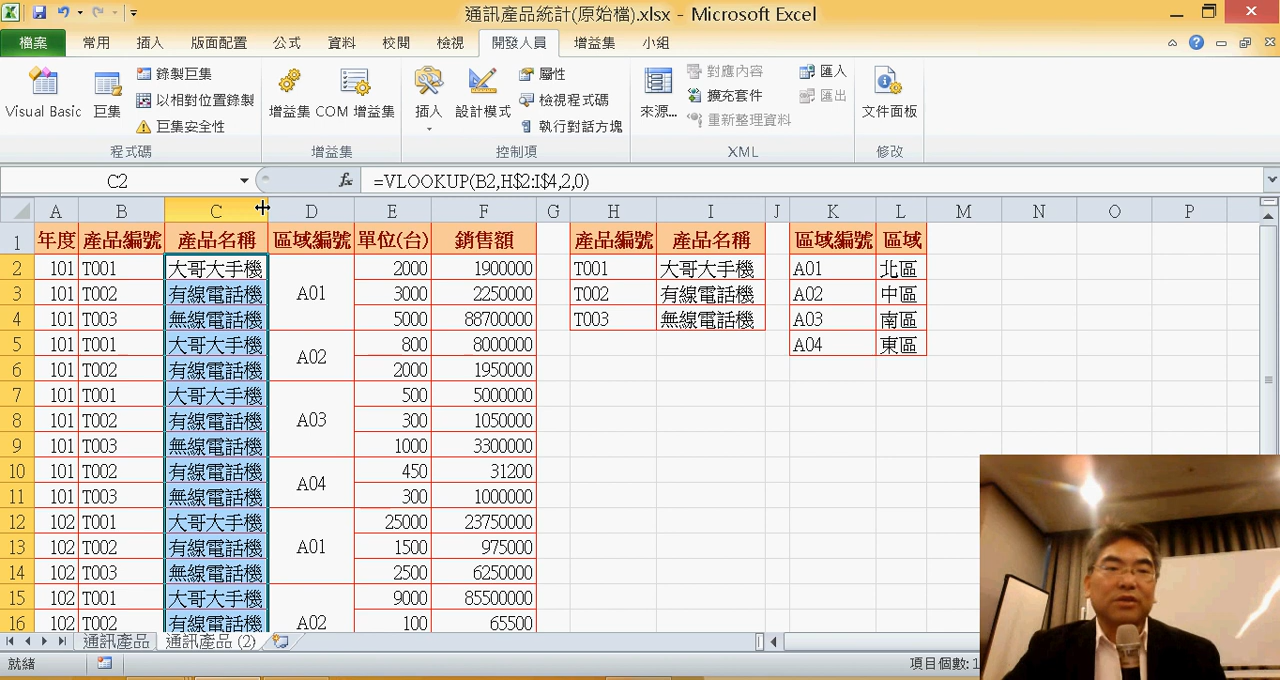 通訊產品統計(原始檔).xlsx - Microsoft Excel
檔案 常用 插入 版面配置 公式 資料 校閱 檢視 開發人員 增益集 小組
Visual Basic 巨集 錄製巨集 以相對位置錄製 巨集安全性 程式碼
增益集 COM 增益集 增益集
插入 設計模式 屬性 檢視程式碼 執行對話方塊 控制項
來源... 對應內容 擴充套件 重新整理資料 匯入 匯出 XML
文件面板 修改
C2 fx =VLOOKUP(B2,H$2:I$4,2,0)
A B C D E F G H I J K L M N O P
1 年度 產品編號 產品名稱 區域編號 單位(台) 銷售額 產品編號 產品名稱 區域編號 區域
2 101 T001 大哥大手機 2000 1900000 T001 大哥大手機 A01 北區
3 101 T002 有線電話機 A01 3000 2250000 T002 有線電話機 A02 中區
4 101 T003 無線電話機 5000 88700000 T003 無線電話機 A03 南區
5 101 T001 大哥大手機 A02 800 8000000 A04 東區
6 101 T002 有線電話機 2000 1950000
7 101 T001 大哥大手機 500 5000000
8 101 T002 有線電話機 A03 300 1050000
9 101 T003 無線電話機 1000 3300000
10 101 T002 有線電話機 A04 450 31200
11 101 T003 無線電話機 300 1000000
12 102 T001 大哥大手機 25000 23750000
13 102 T002 有線電話機 A01 1500 975000
14 102 T003 無線電話機 2500 6250000
15 102 T001 大哥大手機 9000 85500000
16 102 T002 有線電話機 A02 100 65500
通訊產品 通訊產品 (2)
就緒 項目個數: